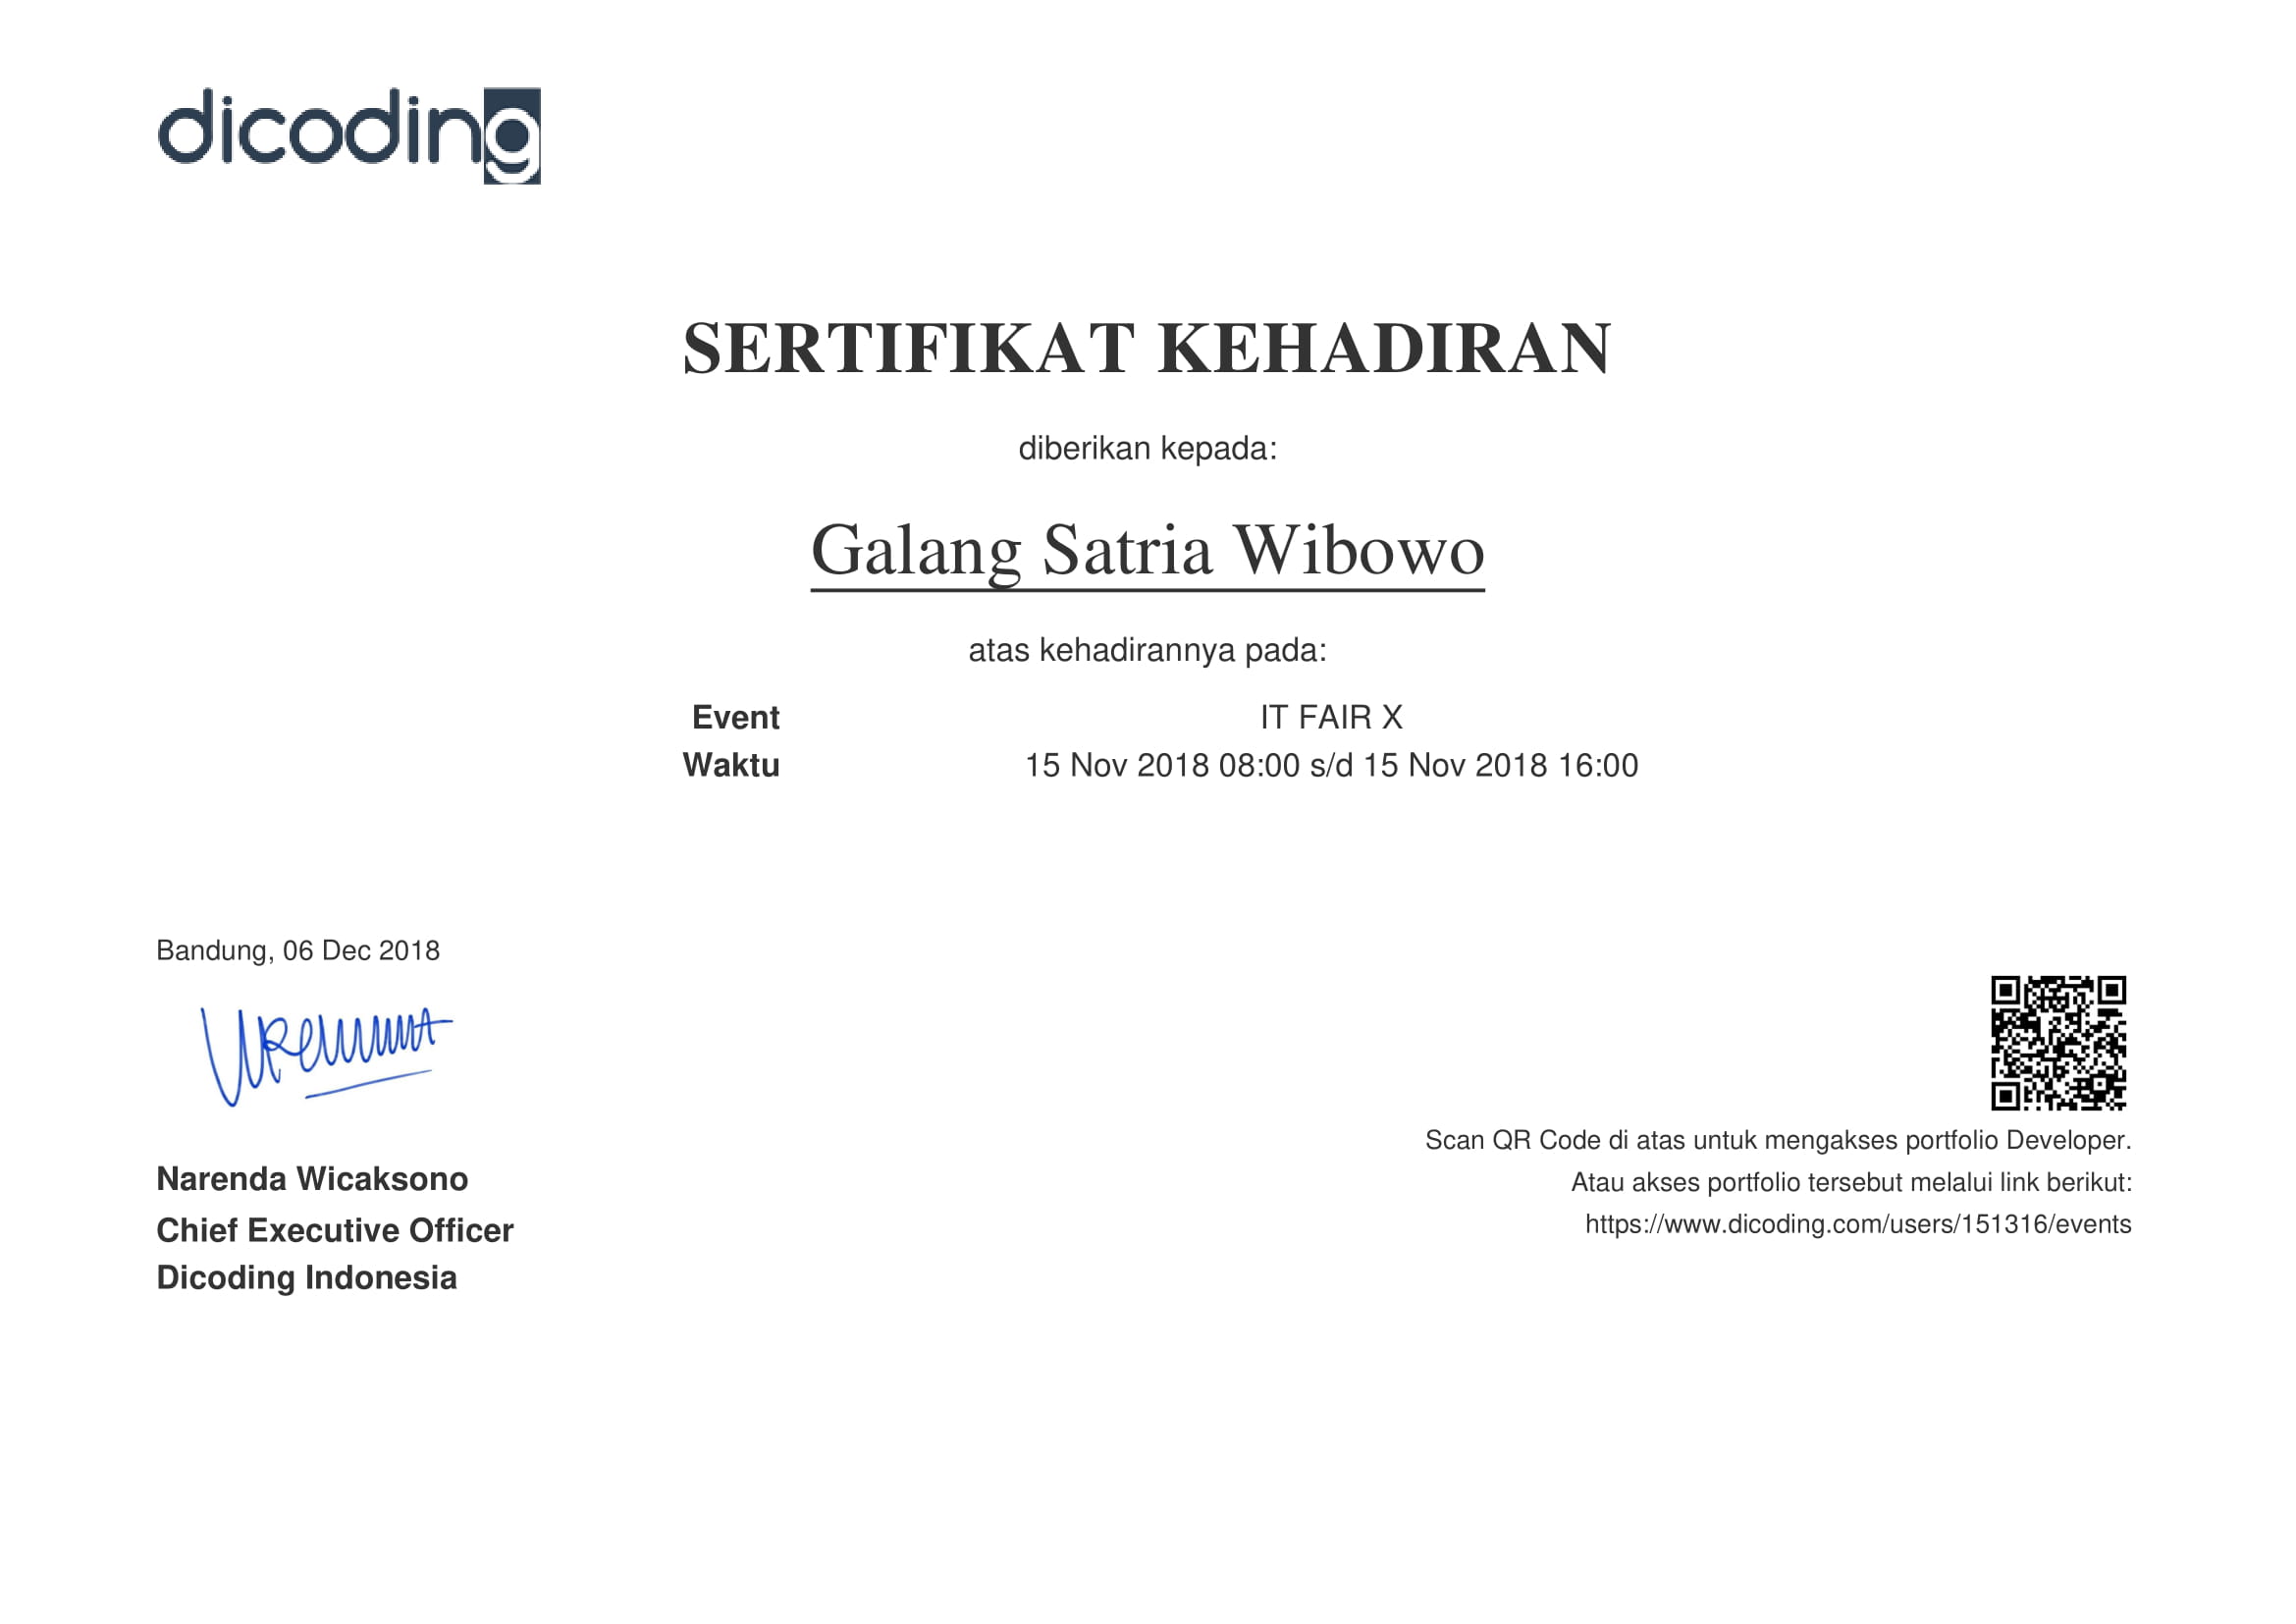 dicoding
SERTIFIKAT KEHADIRAN
diberikan kepada:
Galang Satria Wibowo
atas kehadirannya pada:
Event IT FAIR X
Waktu 15 Nov 2018 08:00 s/d 15 Nov 2018 16:00
Bandung, 06 Dec 2018
Narenda Wicaksono
Chief Executive Officer
Dicoding Indonesia
Scan QR Code di atas untuk mengakses portfolio Developer.
Atau akses portfolio tersebut melalui link berikut:
https://www.dicoding.com/users/151316/events